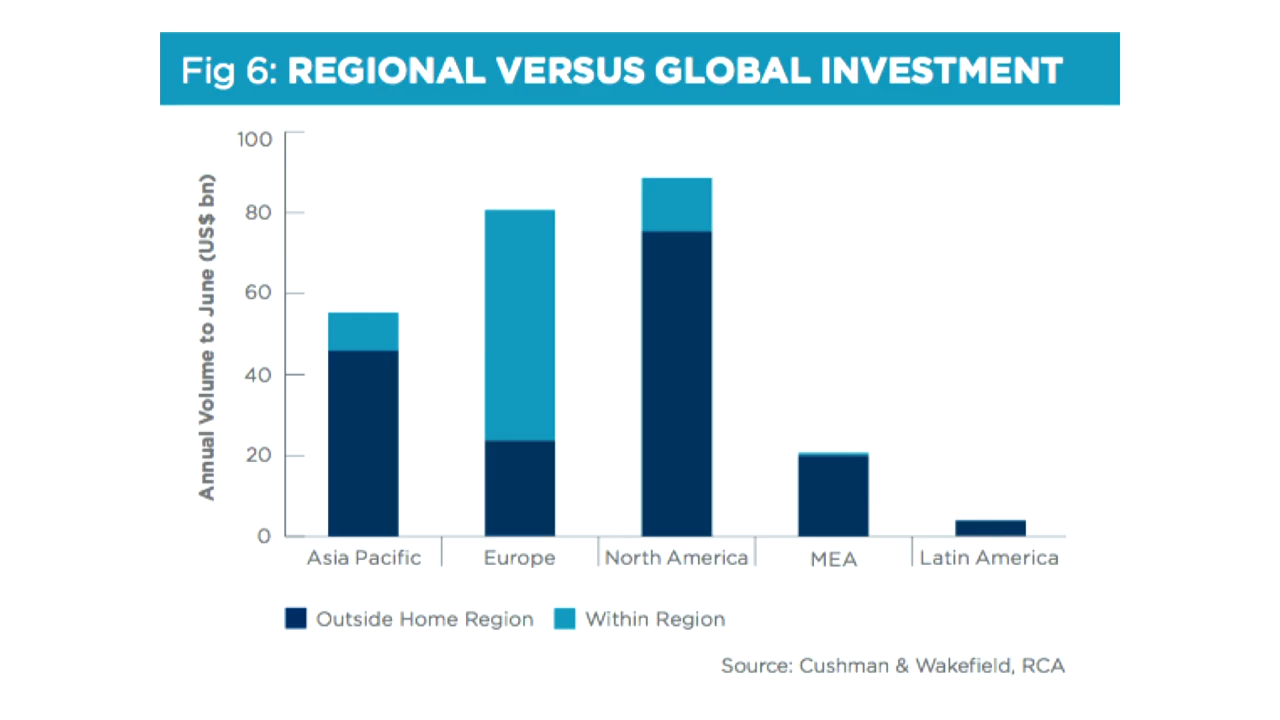 Fig 6: REGIONAL VERSUS GLOBAL INVESTMENT
Annual Volume to June (US$ bn)
100
80
60
40
20
0
Asia Pacific
Europe
North America
MEA
Latin America
Outside Home Region
Within Region
Source: Cushman & Wakefield, RCA